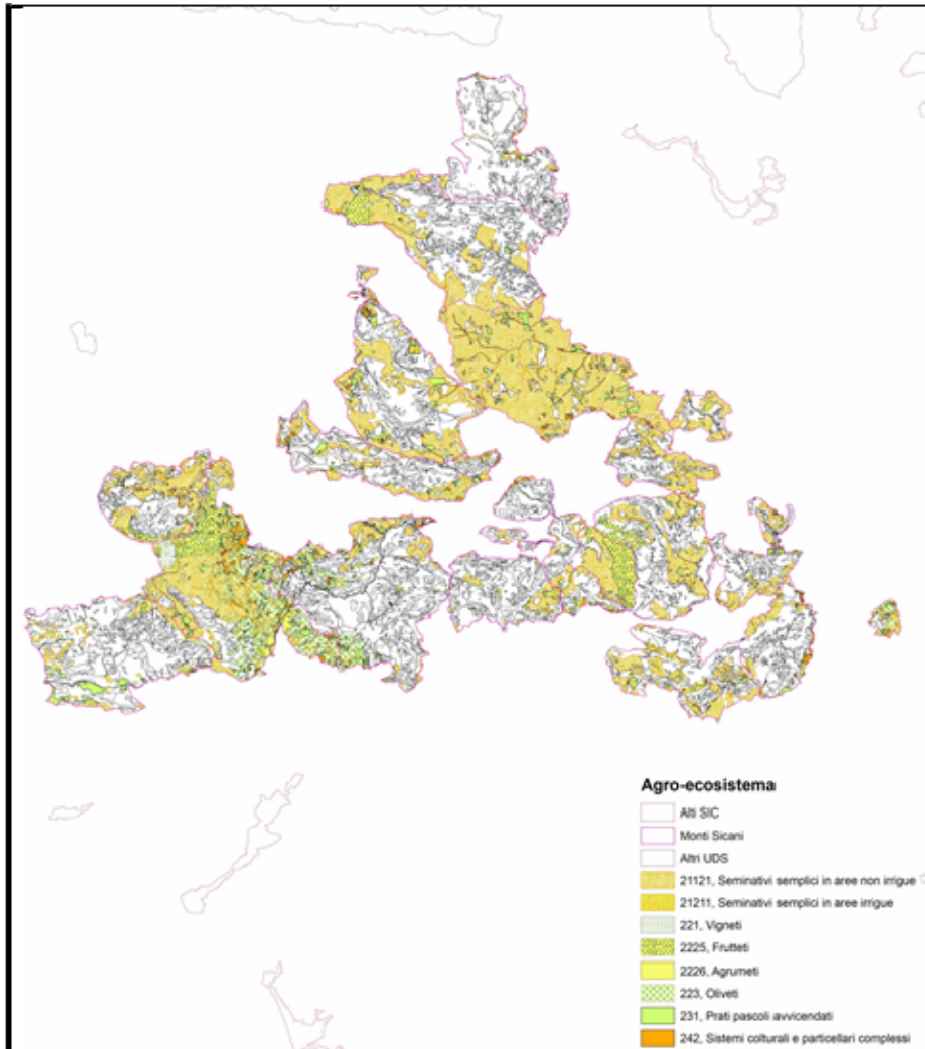 Agro-ecosistema
Alti SIC
Monti Sicani
Altri UDS
21121, Seminativi semplici in aree non irrigue
21211, Seminativi semplici in aree irrigue
221, Vigneti
2225, Frutteti
2226, Agrumeti
223, Oliveti
231, Prati pascoli avvicendati
242, Sistemi colturali e particellari complessi